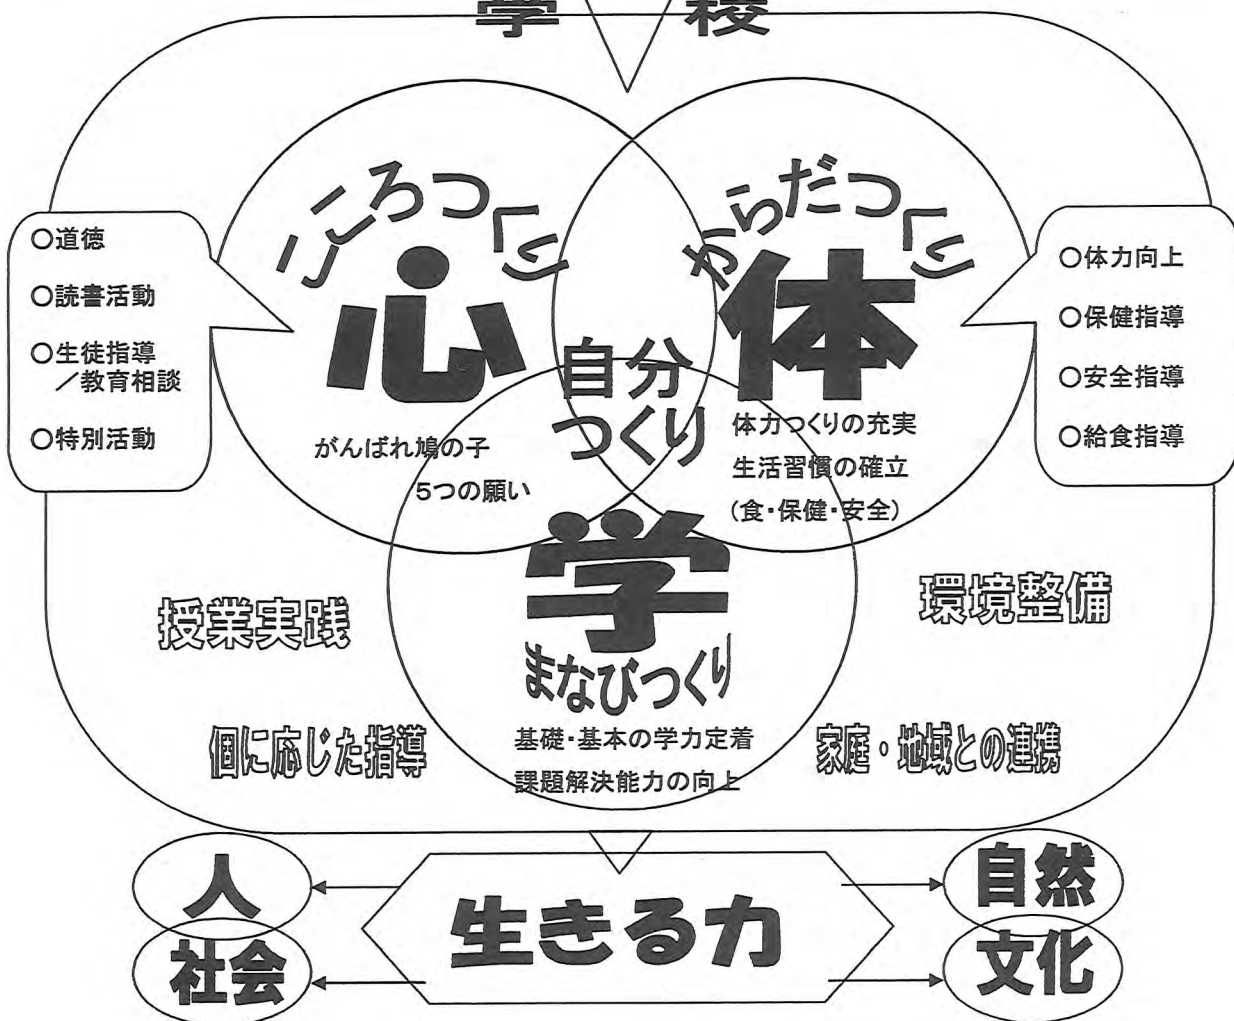 学校
こころつくり
心
からだつくり
体
○道徳
○読書活動
○生徒指導
／教育相談
○特別活動
○体力向上
○保健指導
○安全指導
○給食指導
自分
つくり
がんばれ鳩の子
5つの願い
体力つくりの充実
生活習慣の確立
(食・保健・安全)
学
まなびつくり
基礎・基本の学力定着
課題解決能力の向上
授業実践
環境整備
個に応じた指導
家庭・地域との連携
人
社会
生きる力
自然
文化